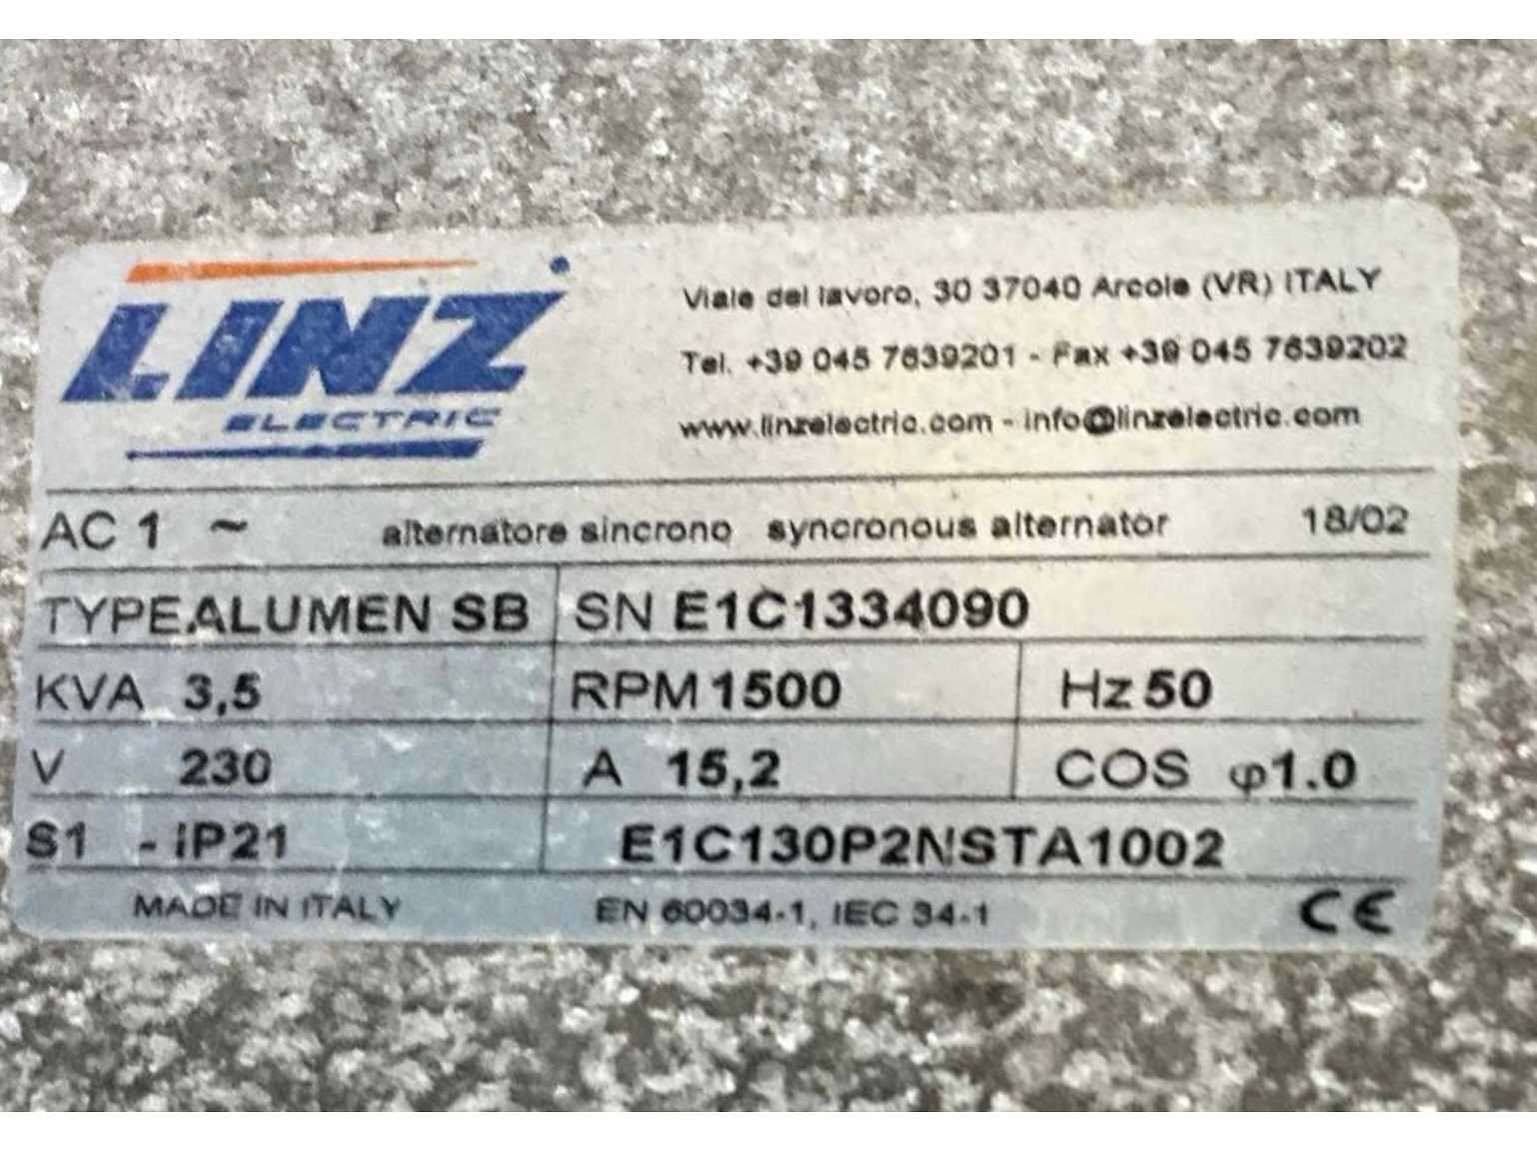 LINZ
ELECTRIC
Viale del lavoro, 30 37040 Arcole (VR) ITALY
Tel. +39 045 7639201 - Fax +39 045 7639202
www.linzelectric.com - info@linzelectric.com
AC 1 ~ alternatore sincrono syncronous alternator 18/02
TYPE ALUMEN SB SN E1C1334090
KVA 3,5 RPM 1500 Hz 50
V 230 A 15,2 COS φ 1.0
S1 - IP21 E1C130P2NSTA1002
MADE IN ITALY EN 60034-1, IEC 34-1 CE